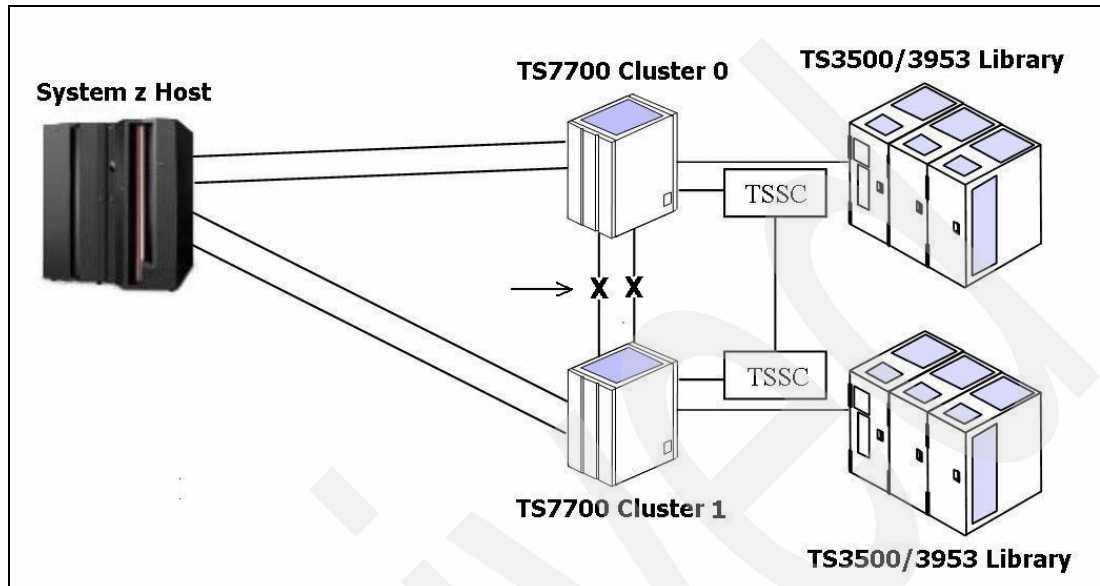 TS3500/3953 Library
TS7700 Cluster 0
System z Host
TSSC
X X
TSSC
TS7700 Cluster 1
TS3500/3953 Library